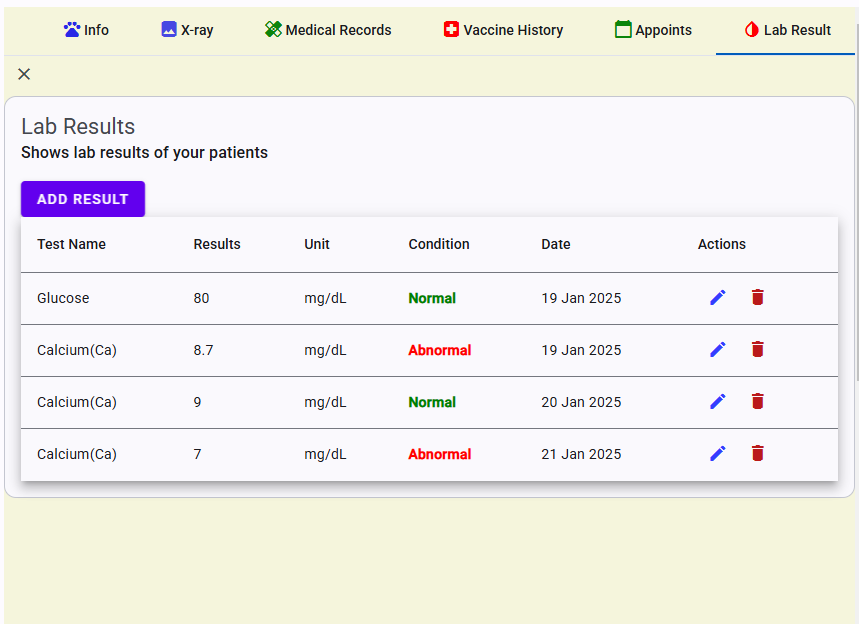 Info X-ray Medical Records Vaccine History Appoints Lab Result
Lab Results
Shows lab results of your patients
ADD RESULT
Test Name Results Unit Condition Date Actions
Glucose 80 mg/dL Normal 19 Jan 2025
Calcium(Ca) 8.7 mg/dL Abnormal 19 Jan 2025
Calcium(Ca) 9 mg/dL Normal 20 Jan 2025
Calcium(Ca) 7 mg/dL Abnormal 21 Jan 2025